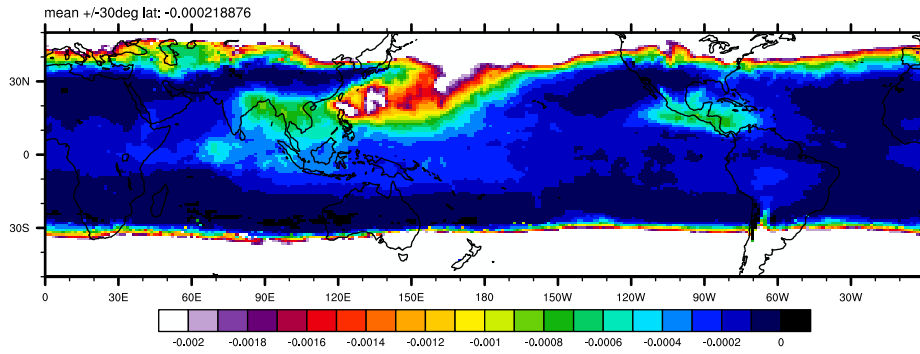 mean +/-30deg lat: -0.000218876
30N
0
30S
0 30E 60E 90E 120E 150E 180 150W 120W 90W 60W 30W
-0.002 -0.0018 -0.0016 -0.0014 -0.0012 -0.001 -0.0008 -0.0006 -0.0004 -0.0002 0